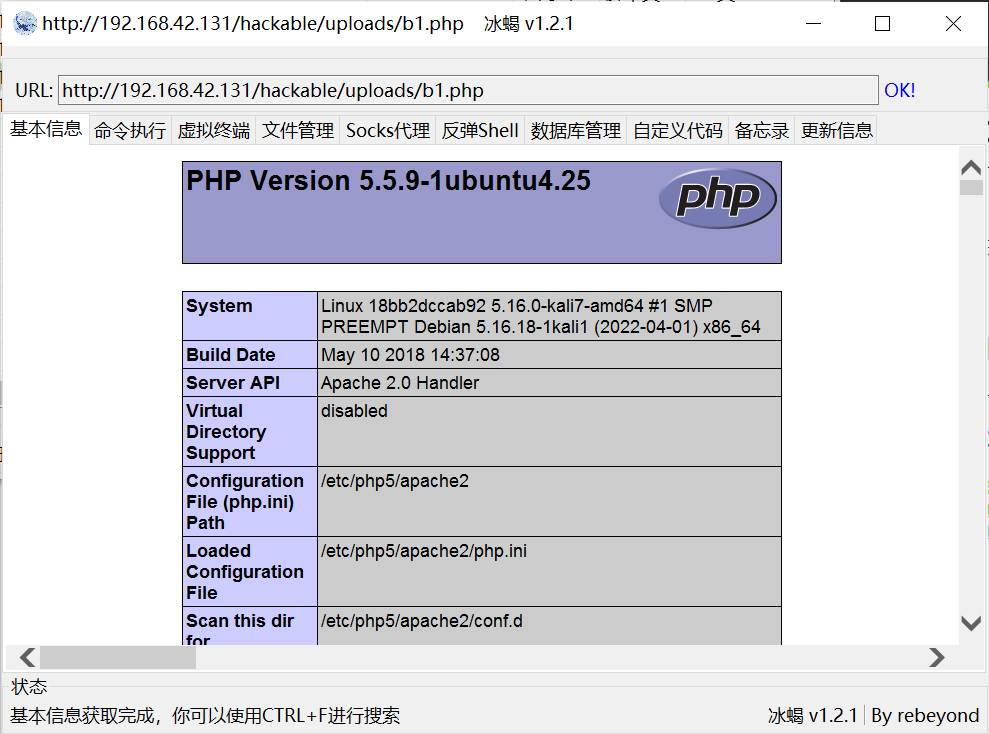 http://192.168.42.131/hackable/uploads/b1.php 冰蝎 v1.2.1
URL: http://192.168.42.131/hackable/uploads/b1.php OK!
基本信息 命令执行 虚拟终端 文件管理 Socks代理 反弹Shell 数据库管理 自定义代码 备忘录 更新信息
PHP Version 5.5.9-1ubuntu4.25
php
System Linux 18bb2dccab92 5.16.0-kali7-amd64 #1 SMP
PREEMPT Debian 5.16.18-1kali1 (2022-04-01) x86_64
Build Date May 10 2018 14:37:08
Server API Apache 2.0 Handler
Virtual disabled
Directory
Support
Configuration /etc/php5/apache2
File (php.ini)
Path
Loaded /etc/php5/apache2/php.ini
Configuration
File
Scan this dir /etc/php5/apache2/conf.d
for
状态
基本信息获取完成，你可以使用CTRL+F进行搜索 冰蝎 v1.2.1 By rebeyond